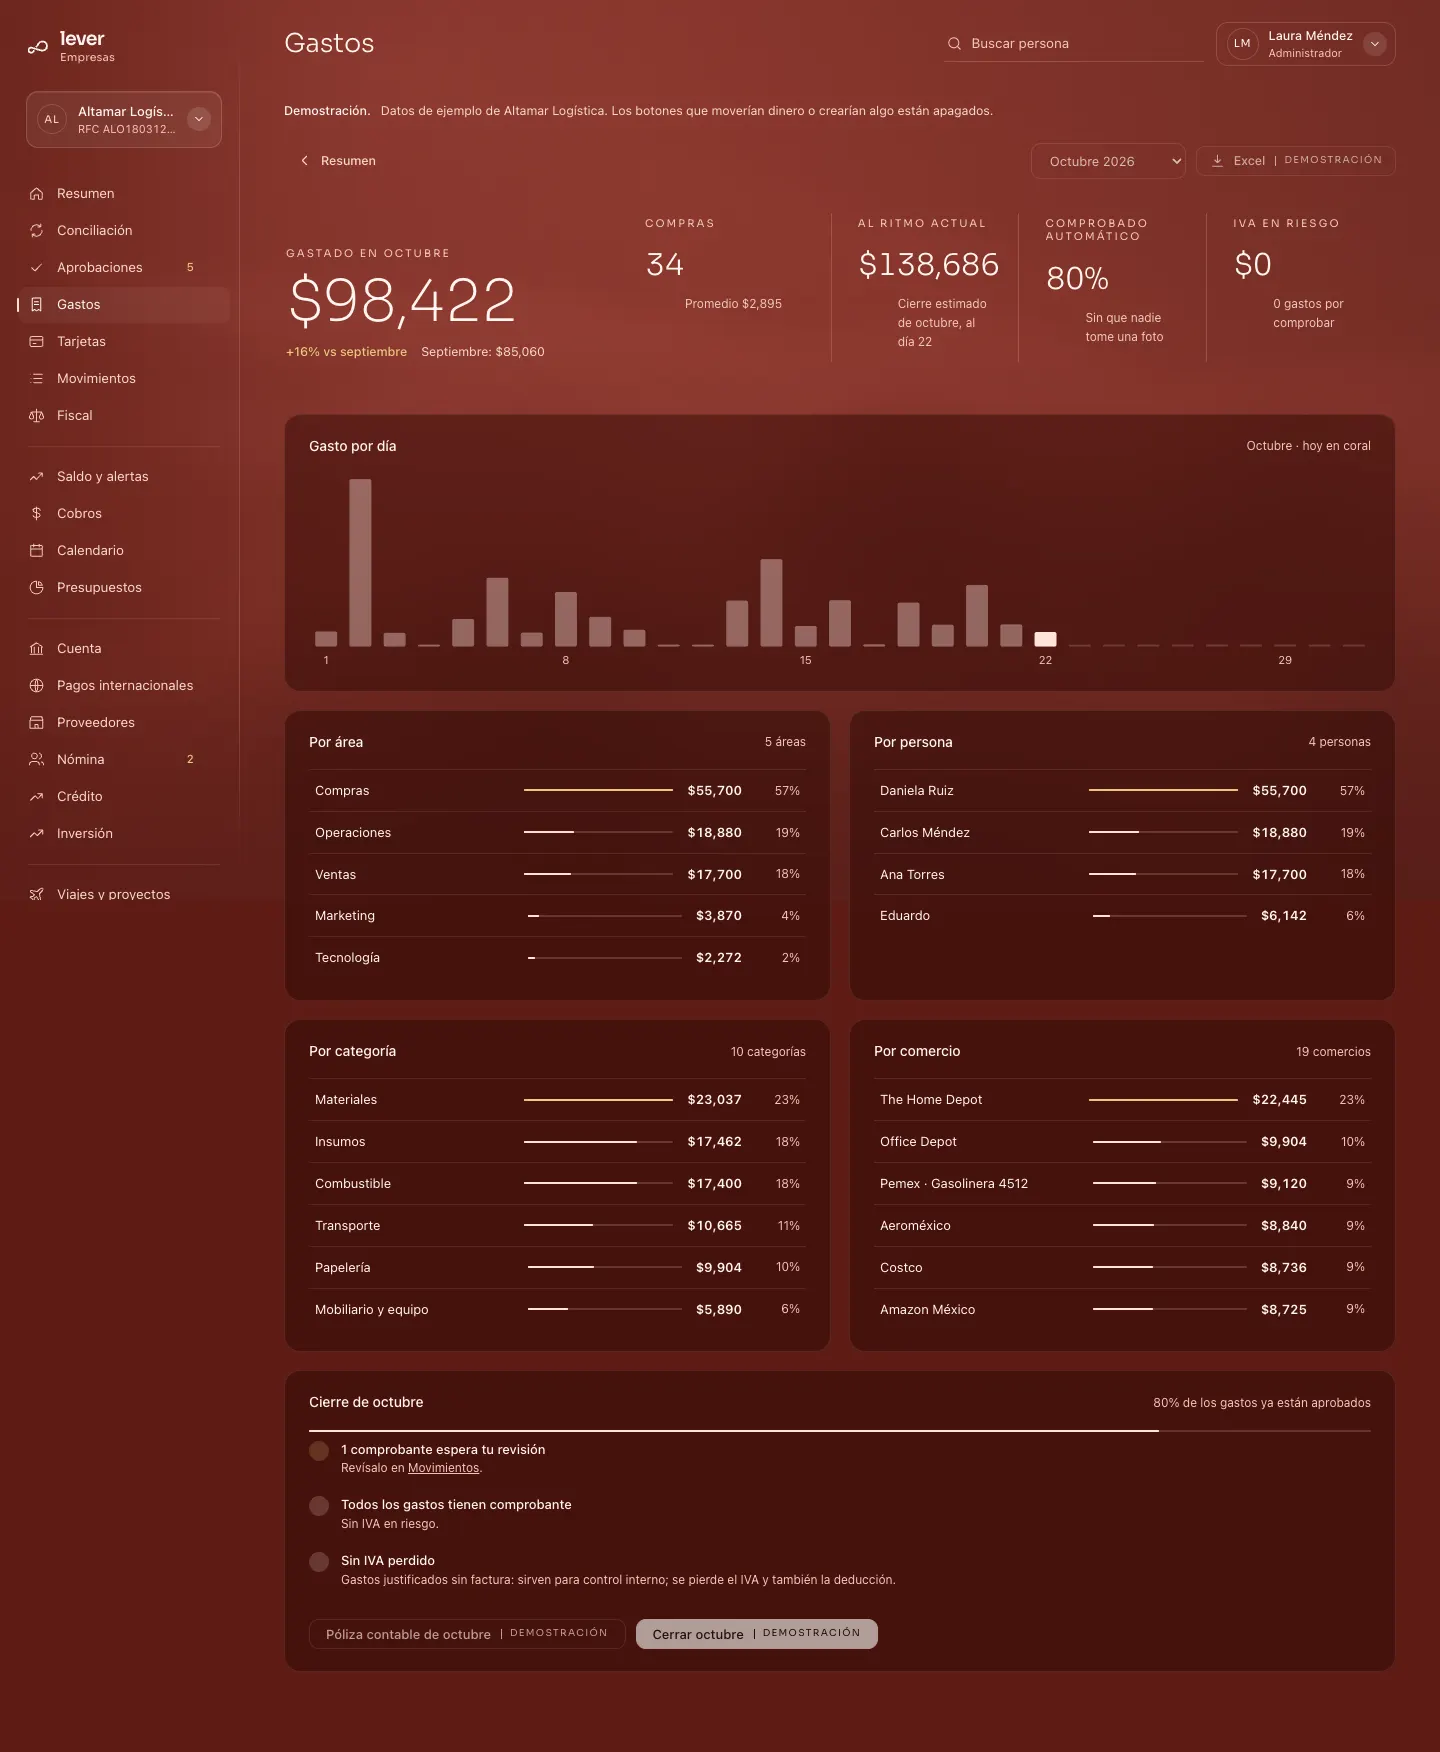 lever
Empresas
AL
Altamar Logís...
RFC ALO180312...
Resumen
Conciliación
Aprobaciones 5
Gastos
Tarjetas
Movimientos
Fiscal
Saldo y alertas
Cobros
Calendario
Presupuestos
Cuenta
Pagos internacionales
Proveedores
Nómina 2
Crédito
Inversión
Viajes y proyectos
Gastos
Buscar persona
LM
Laura Méndez
Administrador
Demostración. Datos de ejemplo de Altamar Logística. Los botones que moverían dinero o crearían algo están apagados.
Resumen
Octubre 2026
Excel | DEMOSTRACIÓN
GASTADO EN OCTUBRE
$98,422
+16% vs septiembre Septiembre: $85,060
COMPRAS
34
Promedio $2,895
AL RITMO ACTUAL
$138,686
Cierre estimado
de octubre, al
día 22
COMPROBADO
AUTOMÁTICO
80%
Sin que nadie
tome una foto
IVA EN RIESGO
$0
0 gastos por
comprobar
Gasto por día
Octubre · hoy en coral
1 8 15 22 29
Por área 5 áreas
Compras $55,700 57%
Operaciones $18,880 19%
Ventas $17,700 18%
Marketing $3,870 4%
Tecnología $2,272 2%
Por persona 4 personas
Daniela Ruiz $55,700 57%
Carlos Méndez $18,880 19%
Ana Torres $17,700 18%
Eduardo $6,142 6%
Por categoría 10 categorías
Materiales $23,037 23%
Insumos $17,462 18%
Combustible $17,400 18%
Transporte $10,665 11%
Papelería $9,904 10%
Mobiliario y equipo $5,890 6%
Por comercio 19 comercios
The Home Depot $22,445 23%
Office Depot $9,904 10%
Pemex · Gasolinera 4512 $9,120 9%
Aeroméxico $8,840 9%
Costco $8,736 9%
Amazon México $8,725 9%
Cierre de octubre 80% de los gastos ya están aprobados
1 comprobante espera tu revisión
Revísalo en Movimientos.
Todos los gastos tienen comprobante
Sin IVA en riesgo.
Sin IVA perdido
Gastos justificados sin factura: sirven para control interno; se pierde el IVA y también la deducción.
Póliza contable de octubre | DEMOSTRACIÓN
Cerrar octubre | DEMOSTRACIÓN